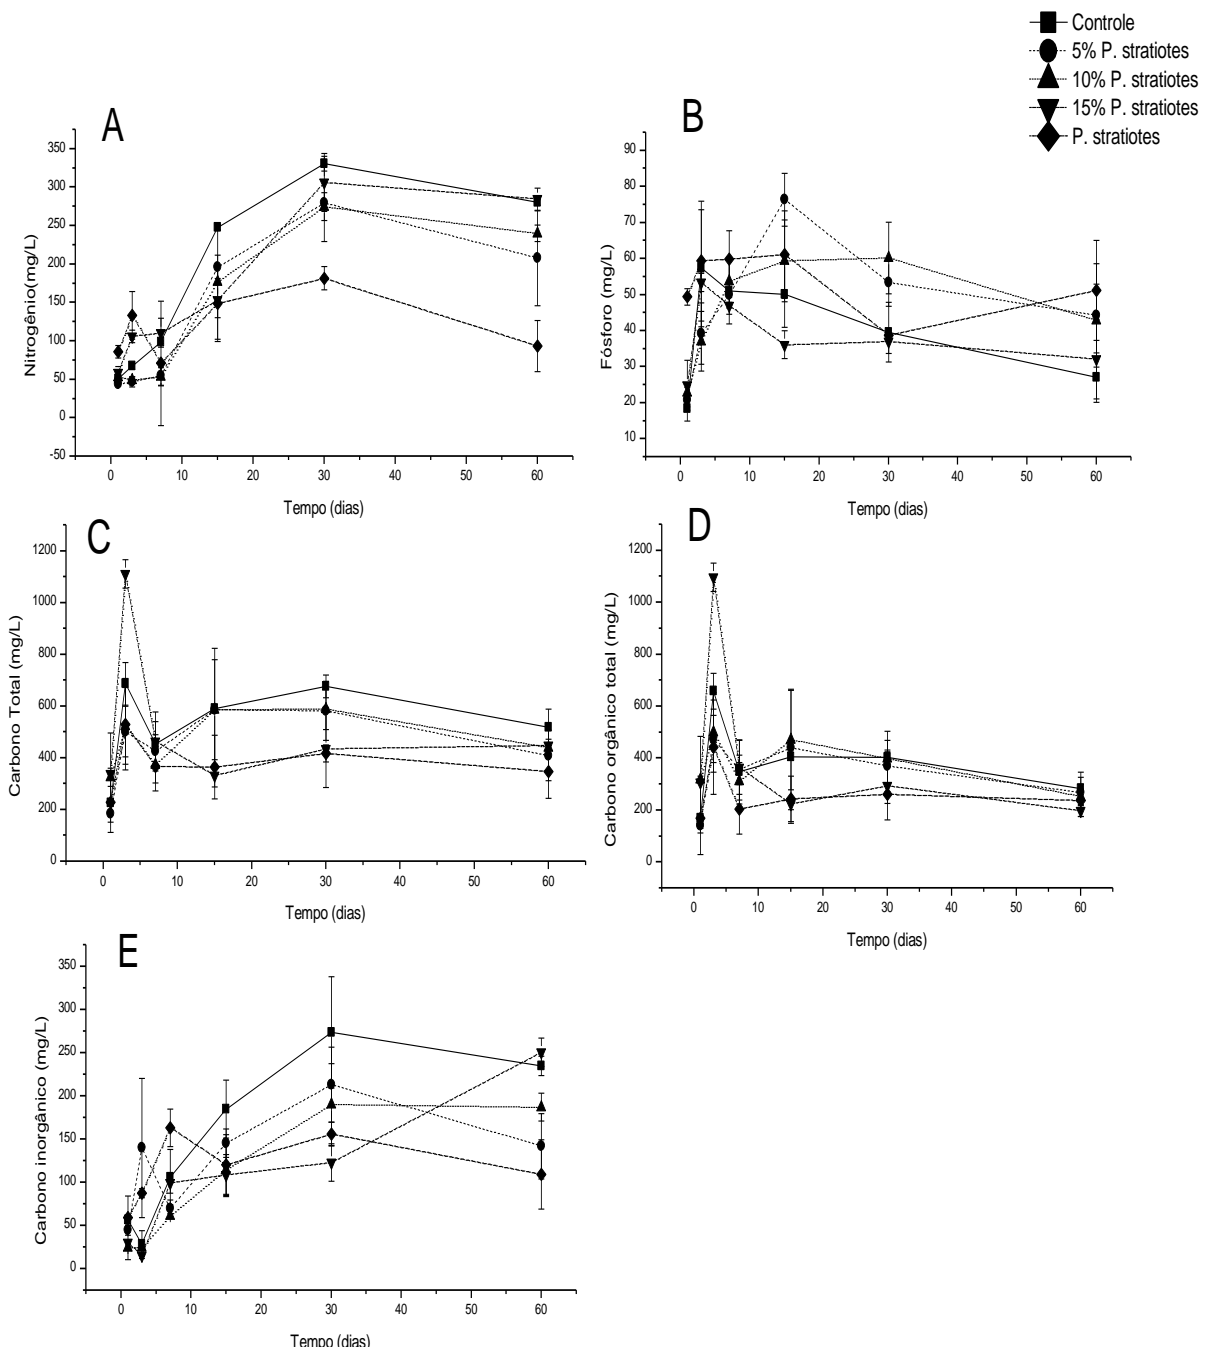 Controle
5% P. stratiotes
10% P. stratiotes
15% P. stratiotes
P. stratiotes
A
350
300
250
200
150
100
50
0
-50
Nitrogênio(mg/L)
0 10 20 30 40 50 60
Tempo (dias)
B
90
80
70
60
50
40
30
20
10
Fósforo (mg/L)
0 10 20 30 40 50 60
Tempo (dias)
C
1200
1000
800
600
400
200
0
Carbono Total (mg/L)
0 10 20 30 40 50 60
Tempo (dias)
D
1200
1000
800
600
400
200
0
Carbono orgânico total (mg/L)
0 10 20 30 40 50 60
Tempo (dias)
E
350
300
250
200
150
100
50
0
Carbono inorgânico (mg/L)
0 10 20 30 40 50 60
Tempo (dias)